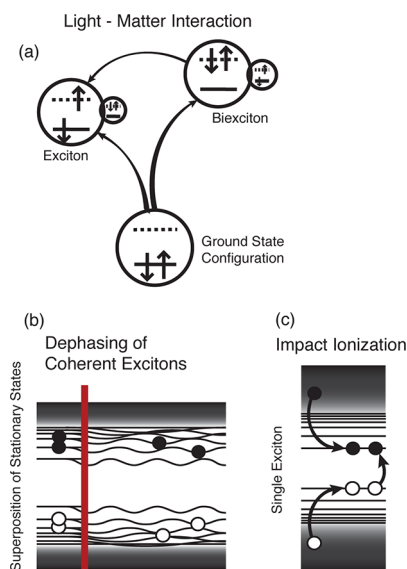 Light - Matter Interaction
(a)
Biexciton
Exciton
Ground State
Configuration
(b)
Dephasing of
Coherent Excitons
Superposition of Stationary States
(c)
Impact Ionization
Single Exciton